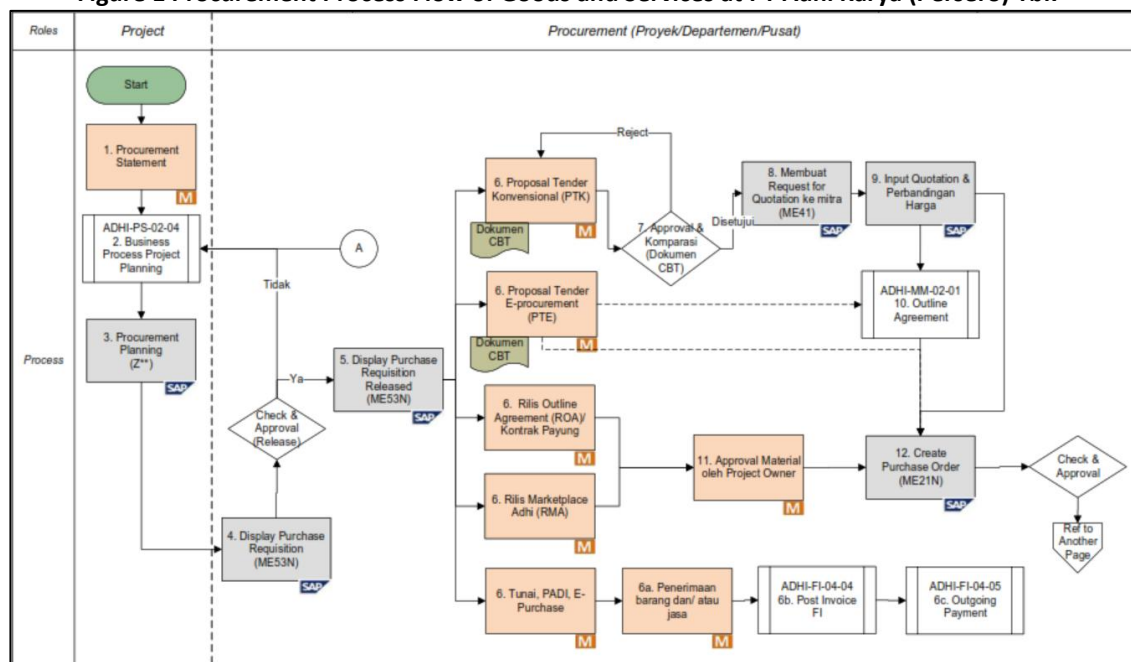 Figure 1 Procurement Process Flow of Goods and Services at PT Adhi Karya (Persero) Tbk.
Roles
Project
Procurement (Proyek/Departemen/Pusat)
Process
Start
1. Procurement
Statement
M
ADHI-PS-02-04
2. Business
Process Project
Planning
A
Tidak
3. Procurement
Planning
(Z**)
SAP
4. Display Purchase
Requisition
(ME53N)
SAP
Check &
Approval
(Release)
Ya
5. Display Purchase
Requisition
Released
(ME53N)
SAP
Reject
6. Proposal Tender
Konvensional (PTK)
Dokumen
CBT
M
7. Approval &
Komparasi
(Dokumen
CBT)
Disetujui
8. Membuat
Request for
Quotation ke mitra
(ME41)
SAP
9. Input Quotation &
Perbandingan
Harga
SAP
6. Proposal Tender
E-procurement
(PTE)
Dokumen
CBT
M
ADHI-MM-02-01
10. Outline
Agreement
6. Rilis Outline
Agreement (ROA)/
Kontrak Payung
M
6. Rilis Marketplace
Adhi (RMA)
M
11. Approval Material
oleh Project Owner
M
12. Create
Purchase Order
(ME21N)
SAP
Check &
Approval
Ref to
Another
Page
6. Tunai, PADI, E-
Purchase
M
6a. Penerimaan
barang dan/ atau
jasa
M
ADHI-FI-04-04
6b. Post Invoice
FI
ADHI-FI-04-05
6c. Outgoing
Payment